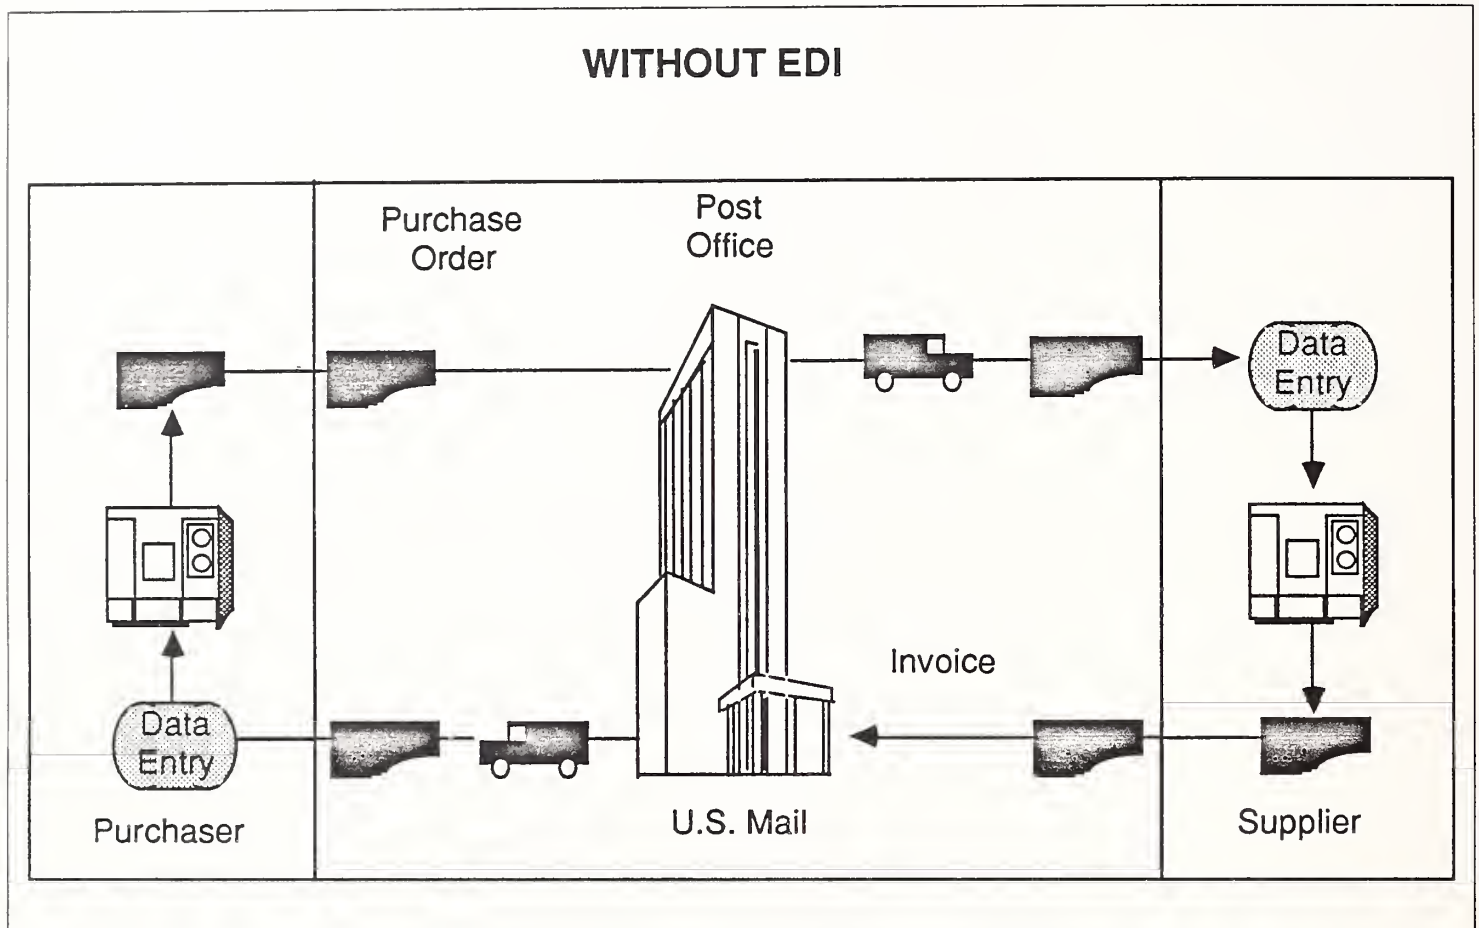 WITHOUT EDI
Purchase
Order
Post
Office
Data
Entry
Invoice
Data
Entry
Purchaser
U.S. Mail
Supplier